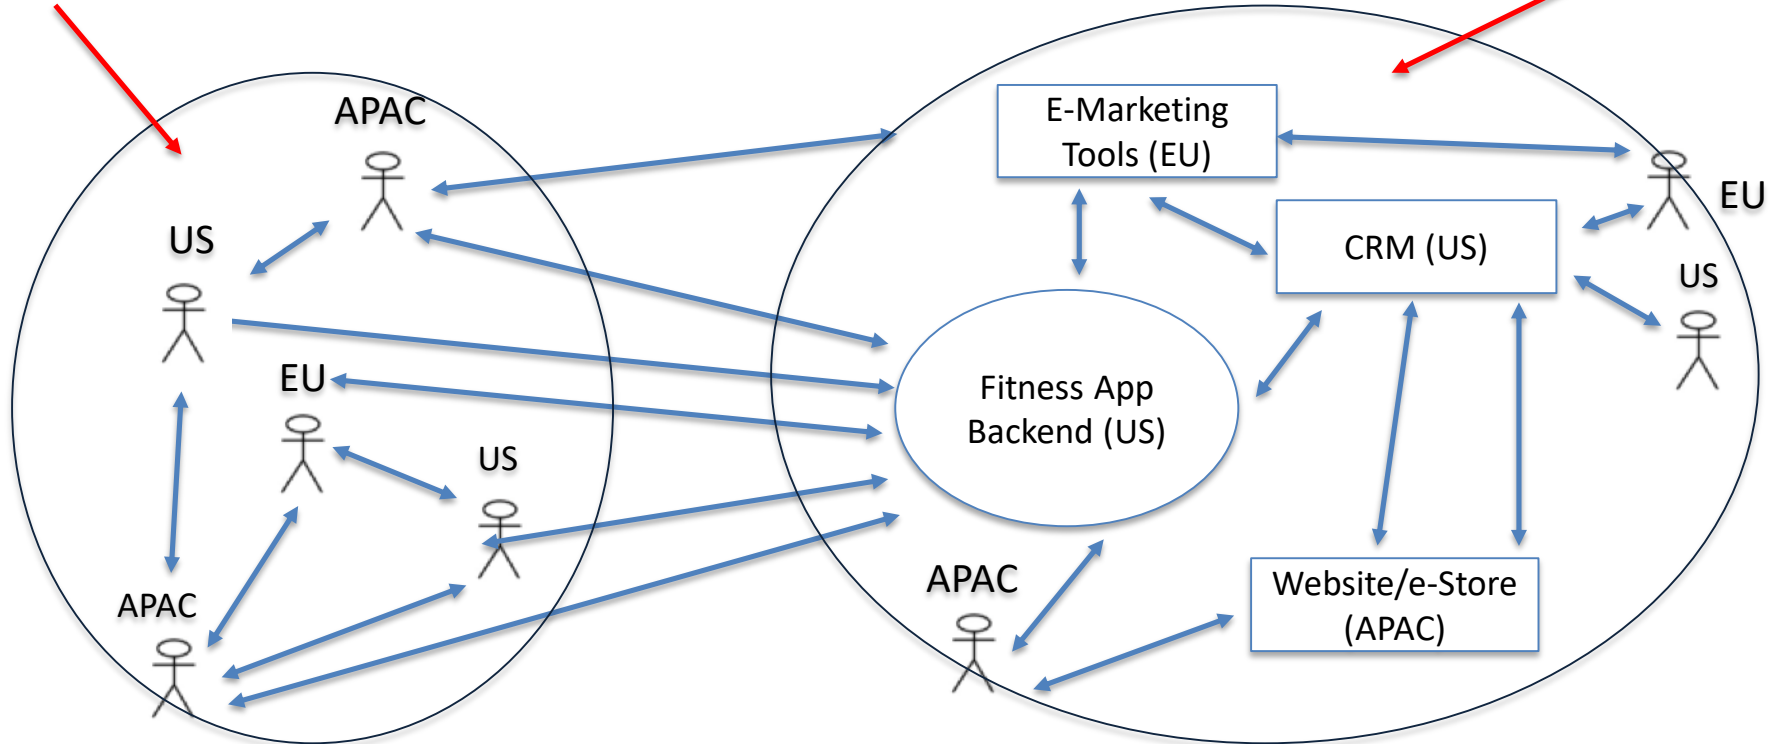 APAC
US
EU
US
APAC
E-Marketing
Tools (EU)
CRM (US)
EU
US
Fitness App
Backend (US)
APAC
Website/e-Store
(APAC)